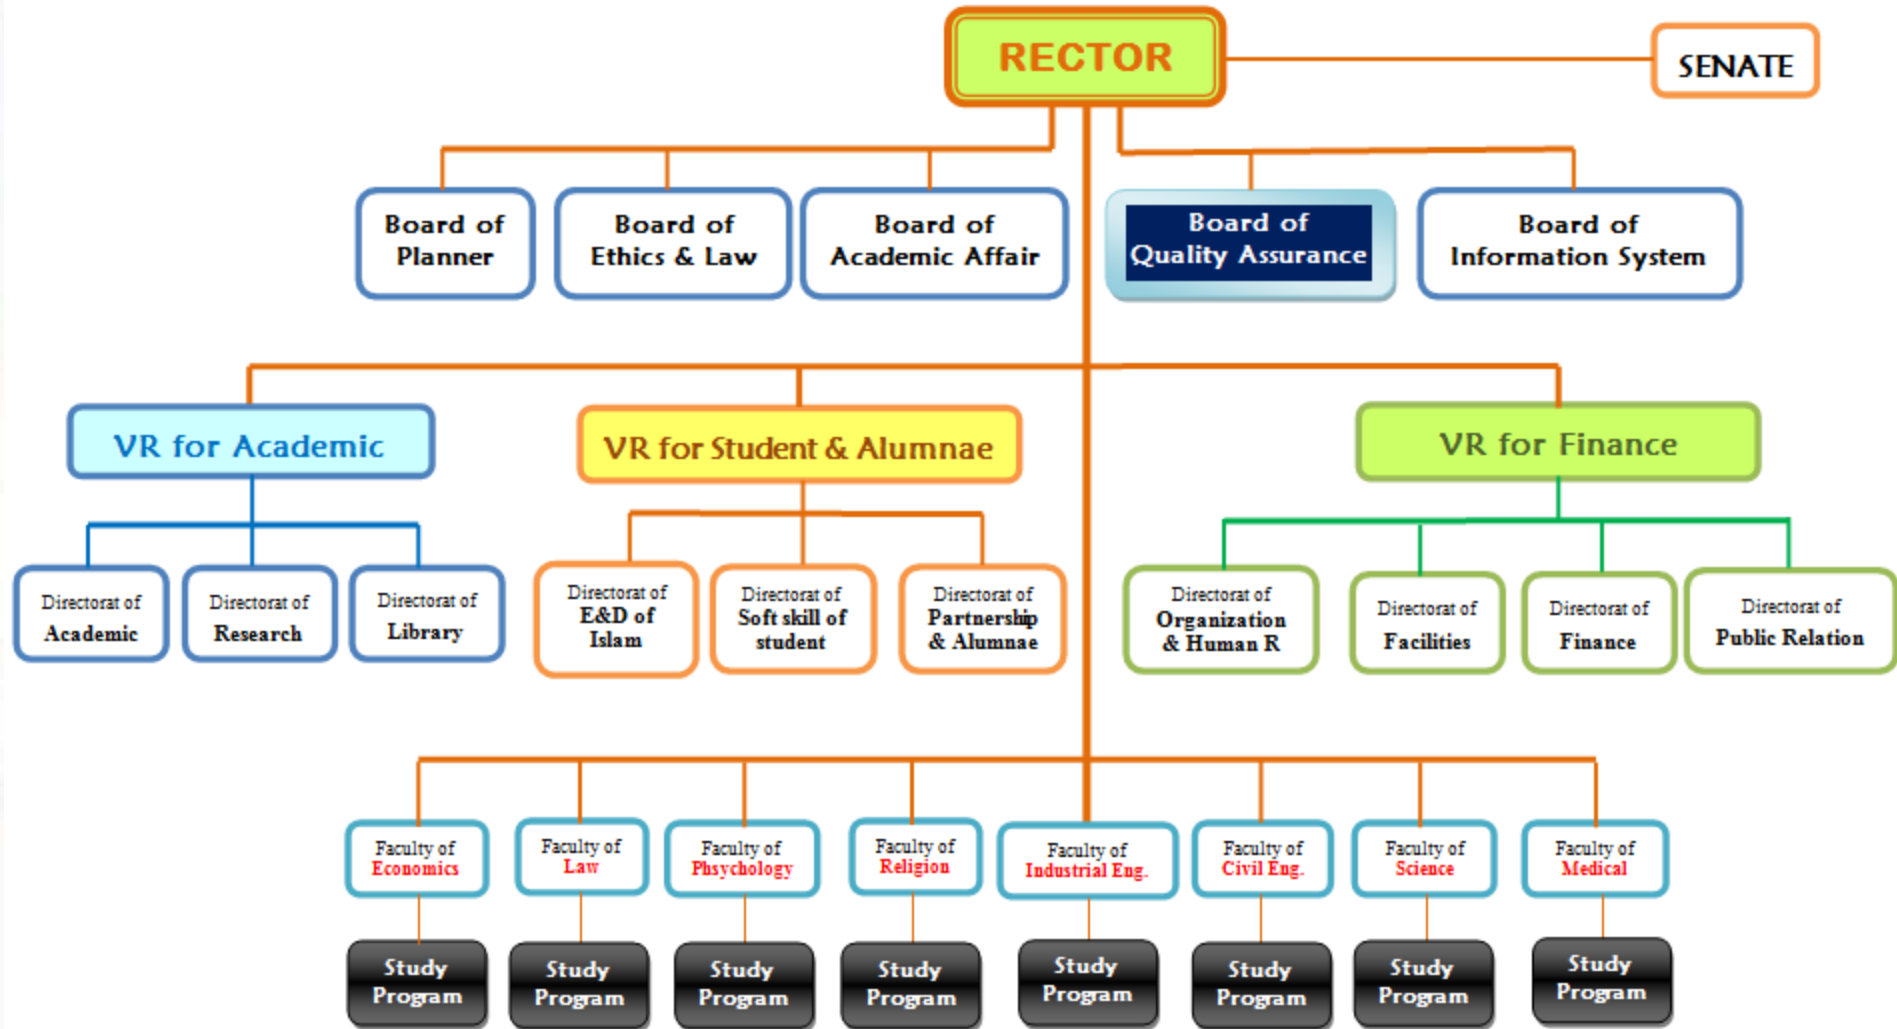 RECTOR
SENATE
Board of
Planner
Board of
Ethics & Law
Board of
Academic Affair
Board of
Quality Assurance
Board of
Information System
VR for Academic
VR for Student & Alumnae
VR for Finance
Directorat of
Academic
Directorat of
Research
Directorat of
Library
Directorat of
E&D of
Islam
Directorat of
Soft skill of
student
Directorat of
Partnership
& Alumnae
Directorat of
Organization
& Human R
Directorat of
Facilities
Directorat of
Finance
Directorat of
Public Relation
Faculty of
Economics
Faculty of
Law
Faculty of
Phsychology
Faculty of
Religion
Faculty of
Industrial Eng.
Faculty of
Civil Eng.
Faculty of
Science
Faculty of
Medical
Study
Program
Study
Program
Study
Program
Study
Program
Study
Program
Study
Program
Study
Program
Study
Program